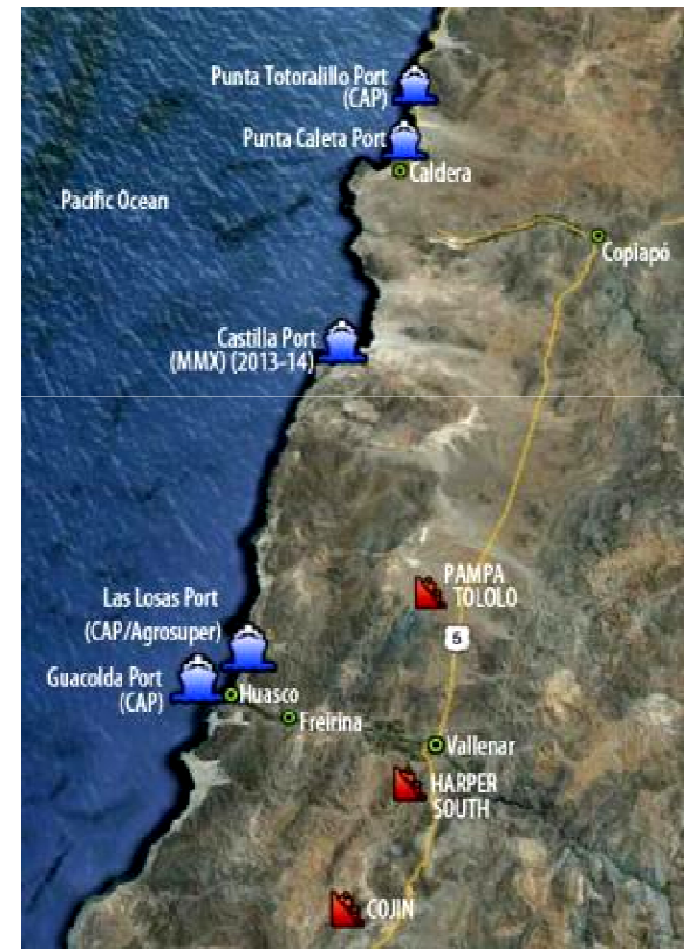 Punta Totoralillo Port
(CAP)
Punta Caleta Port
Caldera
Pacific Ocean
Copiapó
Castilla Port
(MMX) (2013-14)
PAMPA
TOLOLO
Las Losas Port
(CAP/Agrosuper)
5
Guacolda Port
(CAP)
Huasco
Freirina
Vallenar
HARPER
SOUTH
COJIN